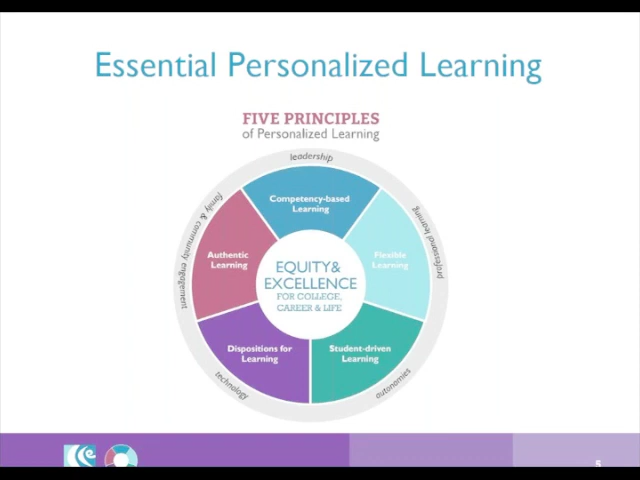 Essential Personalized Learning
FIVE PRINCIPLES
of Personalized Learning
leadership
family & community engagement
professional learning
Competency-based
Learning
Authentic
Learning
Flexible
Learning
EQUITY&
EXCELLENCE
FOR COLLEGE,
CAREER & LIFE
Dispositions for
Learning
Student-driven
Learning
technology
autonomies
5